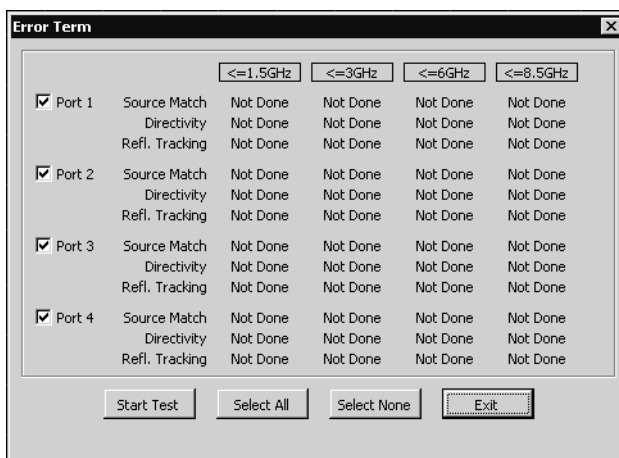 Error Term
<=1.5GHz <=3GHz <=6GHz <=8.5GHz
Port 1 Source Match Not Done Not Done Not Done Not Done
Directivity Not Done Not Done Not Done Not Done
Refl. Tracking Not Done Not Done Not Done Not Done
Port 2 Source Match Not Done Not Done Not Done Not Done
Directivity Not Done Not Done Not Done Not Done
Refl. Tracking Not Done Not Done Not Done Not Done
Port 3 Source Match Not Done Not Done Not Done Not Done
Directivity Not Done Not Done Not Done Not Done
Refl. Tracking Not Done Not Done Not Done Not Done
Port 4 Source Match Not Done Not Done Not Done Not Done
Directivity Not Done Not Done Not Done Not Done
Refl. Tracking Not Done Not Done Not Done Not Done
Start Test Select All Select None Exit